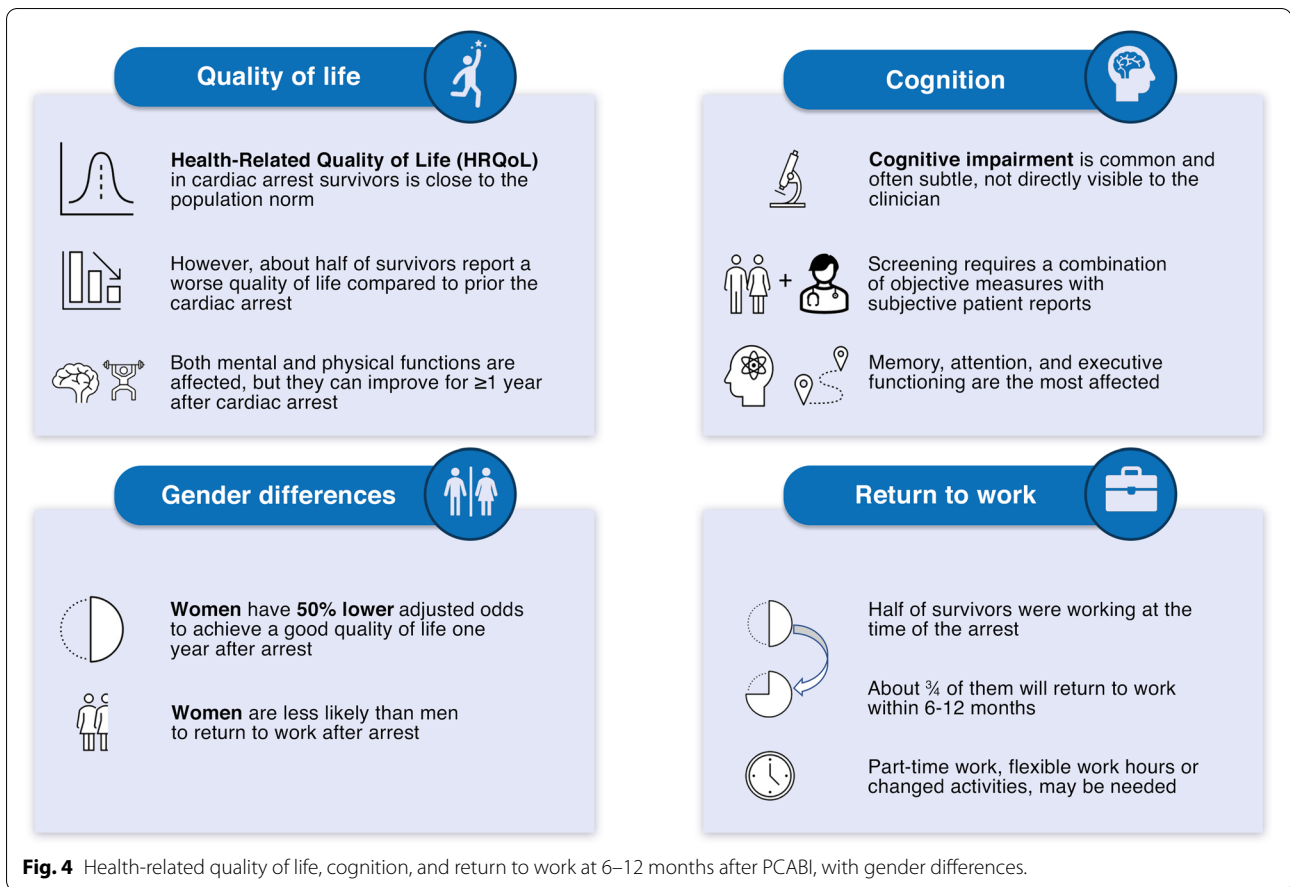 Quality of life
Health-Related Quality of Life (HRQoL)
in cardiac arrest survivors is close to the
population norm
However, about half of survivors report a
worse quality of life compared to prior the
cardiac arrest
Both mental and physical functions are
affected, but they can improve for ≥1 year
after cardiac arrest
Cognition
Cognitive impairment is common and
often subtle, not directly visible to the
clinician
+
Screening requires a combination
of objective measures with
subjective patient reports
Memory, attention, and executive
functioning are the most affected
Gender differences
Women have 50% lower adjusted odds
to achieve a good quality of life one
year after arrest
Women are less likely than men
to return to work after arrest
Return to work
Half of survivors were working at the
time of the arrest
About ¾ of them will return to work
within 6-12 months
Part-time work, flexible work hours or
changed activities, may be needed
Fig. 4 Health-related quality of life, cognition, and return to work at 6–12 months after PCABI, with gender differences.